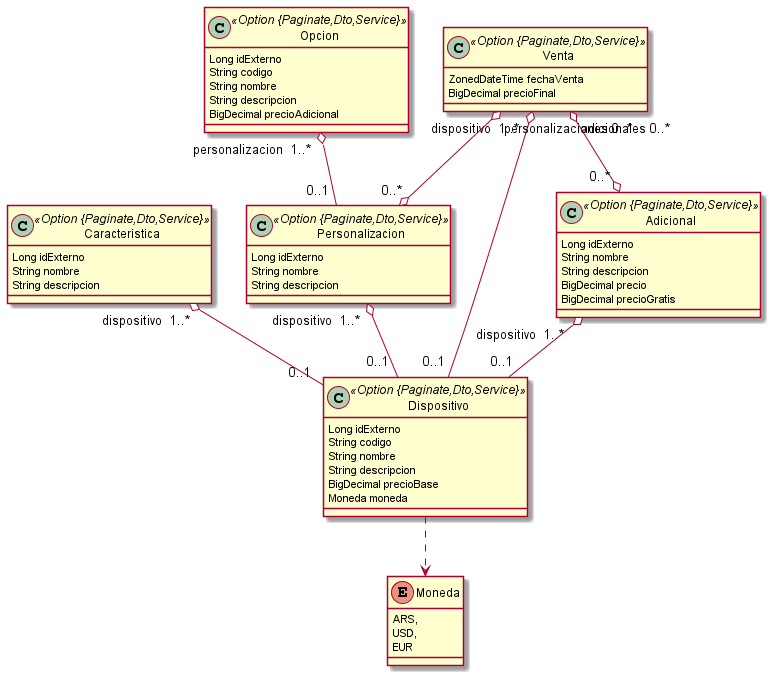 C «Option {Paginate,Dto,Service}»
Opcion
Long idExterno
String codigo
String nombre
String descripcion
BigDecimal precioAdicional
C «Option {Paginate,Dto,Service}»
Venta
ZonedDateTime fechaVenta
BigDecimal precioFinal
dispositivo 1..*
personalizaciones 0..*
adicionales 0..*
personalizacion 1..*
0..1
0..*
0..*
C «Option {Paginate,Dto,Service}»
Caracteristica
Long idExterno
String nombre
String descripcion
C «Option {Paginate,Dto,Service}»
Personalizacion
Long idExterno
String nombre
String descripcion
C «Option {Paginate,Dto,Service}»
Adicional
Long idExterno
String nombre
String descripcion
BigDecimal precio
BigDecimal precioGratis
dispositivo 1..*
dispositivo 1..*
dispositivo 1..*
0..1
0..1
0..1
0..1
C «Option {Paginate,Dto,Service}»
Dispositivo
Long idExterno
String codigo
String nombre
String descripcion
BigDecimal precioBase
Moneda moneda
E Moneda
ARS,
USD,
EUR